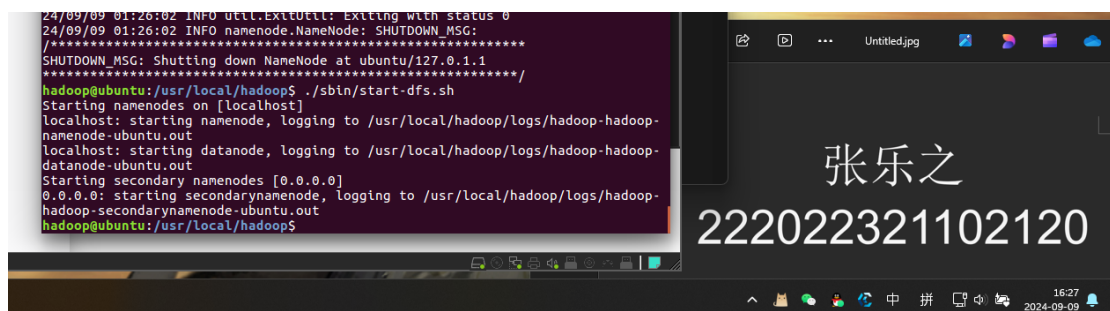 24/09/09 01:26:02 INFO util.ExitUtil: Exiting with status 0
24/09/09 01:26:02 INFO namenode.NameNode: SHUTDOWN_MSG:
/************************************************************
SHUTDOWN_MSG: Shutting down NameNode at ubuntu/127.0.1.1
************************************************************/
hadoop@ubuntu:/usr/local/hadoop$ ./sbin/start-dfs.sh
Starting namenodes on [localhost]
localhost: starting namenode, logging to /usr/local/hadoop/logs/hadoop-hadoop-
namenode-ubuntu.out
localhost: starting datanode, logging to /usr/local/hadoop/logs/hadoop-hadoop-
datanode-ubuntu.out
Starting secondary namenodes [0.0.0.0]
0.0.0.0: starting secondarynamenode, logging to /usr/local/hadoop/logs/hadoop-
hadoop-secondarynamenode-ubuntu.out
hadoop@ubuntu:/usr/local/hadoop$
Untitled.jpg
张乐之
222022321102120
中 拼
16:27
2024-09-09